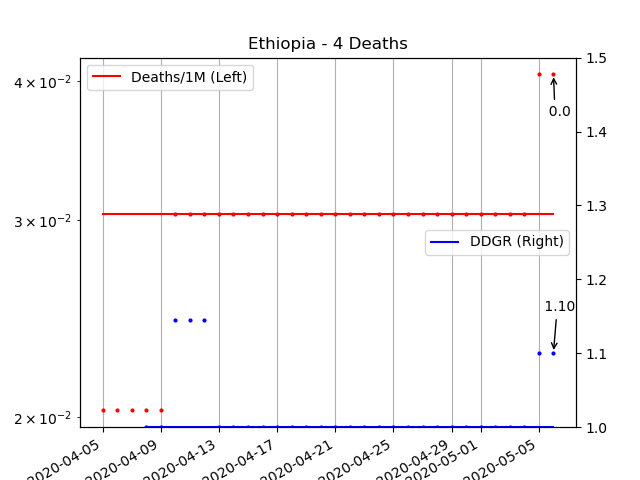 Ethiopia - 4 Deaths
Deaths/1M (Left)
DDGR (Right)
0.0
1.10
4 × 10⁻²
3 × 10⁻²
2 × 10⁻²
1.5
1.4
1.3
1.2
1.1
1.0
2020-04-05
2020-04-09
2020-04-13
2020-04-17
2020-04-21
2020-04-25
2020-04-29
2020-05-01
2020-05-05